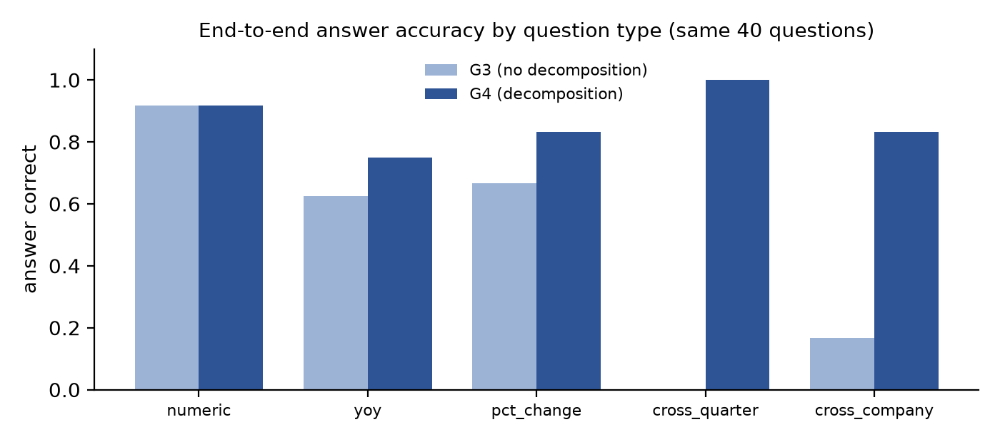 End-to-end answer accuracy by question type (same 40 questions)
G3 (no decomposition)
G4 (decomposition)
answer correct
1.0
0.8
0.6
0.4
0.2
0.0
numeric
yoy
pct_change
cross_quarter
cross_company